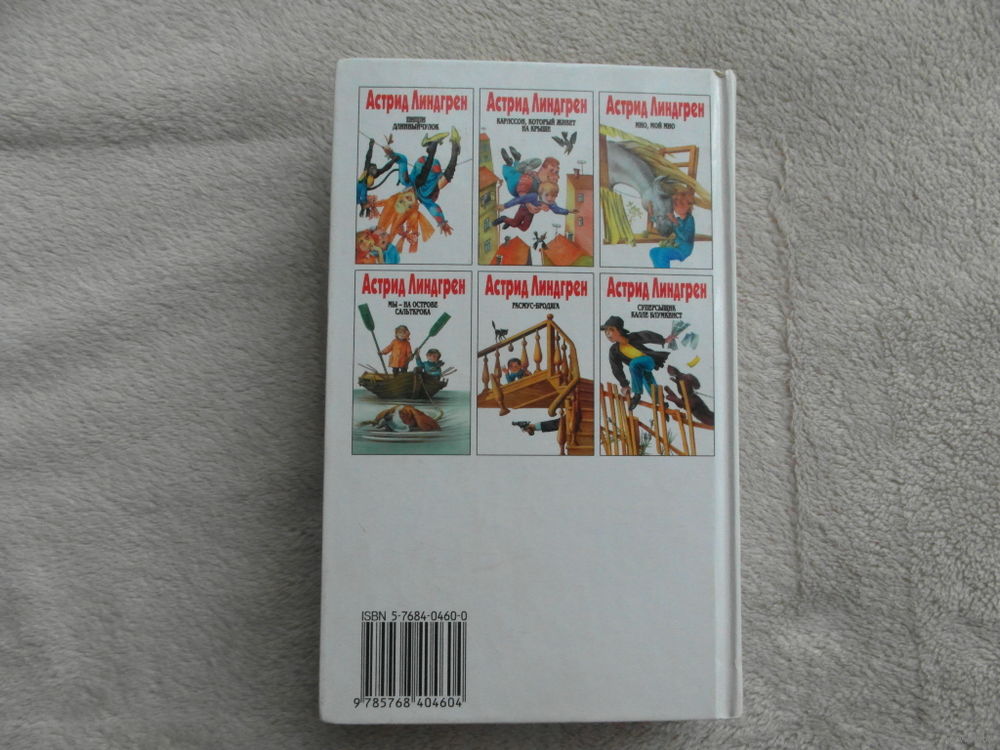 Астрид Линдгрен
ПЕППИ
ДЛИННЫЙЧУЛОК
Астрид Линдгрен
КАРЛССОН, КОТОРЫЙ ЖИВЕТ
НА КРЫШЕ
Астрид Линдгрен
МИО, МОЙ МИО
Астрид Линдгрен
МЫ – НА ОСТРОВЕ
САЛЬТКРОКА
Астрид Линдгрен
РАСМУС-БРОДЯГА
Астрид Линдгрен
СУПЕРСЫЩИК
КАЛЛЕ БЛУМКВИСТ
ISBN 5-7684-0460-0
9 785768 404604